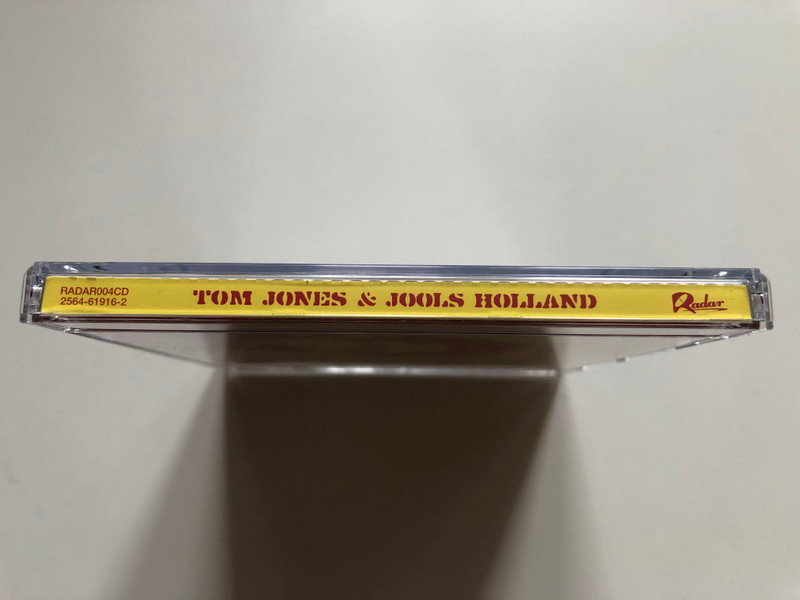 RADAR004CD
2564-61916-2
TOM JONES & JOOLS HOLLAND
Radar